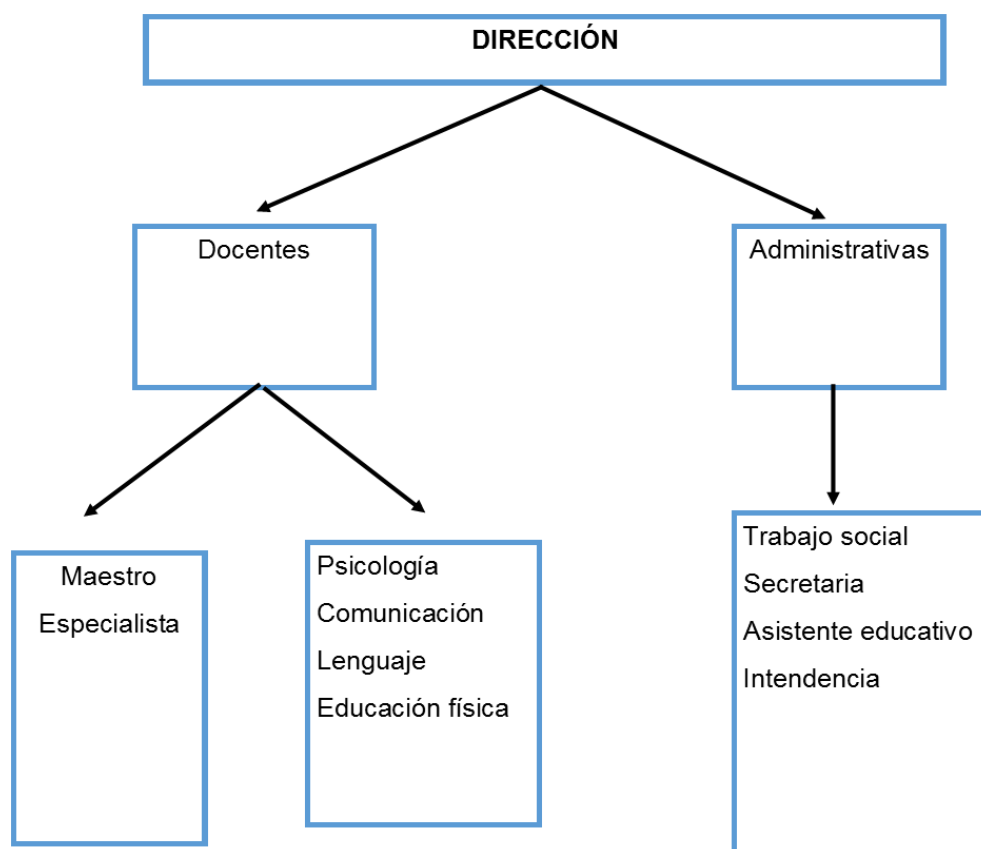 DIRECCIÓN
Docentes
Administrativas
Maestro
Especialista
Psicología
Comunicación
Lenguaje
Educación física
Trabajo social
Secretaria
Asistente educativo
Intendencia